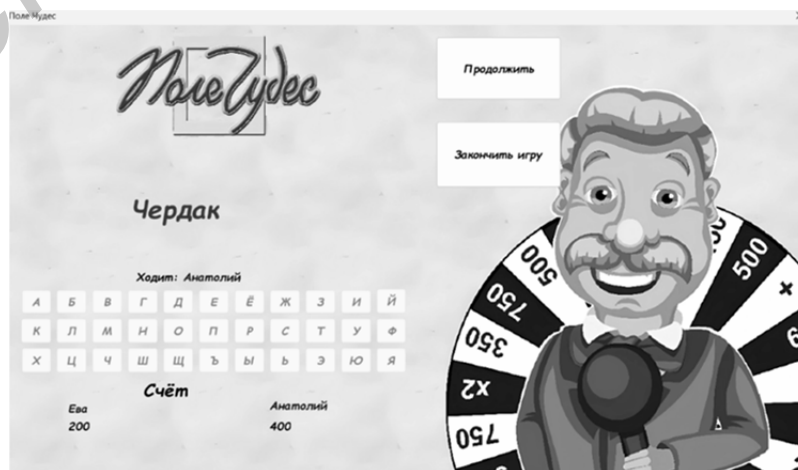 Поле Чудес
Поле Чудес
Продолжить
Закончить игру
Чердак
Ходит: Анатолий
А Б В Г Д Е Ё Ж З И Й
К Л М Н О П Р С Т У Ф
Х Ц Ч Ш Щ Ъ Ы Ь Э Ю Я
Счёт
Ева Анатолий
200 400
500
750
350
x2
750
500
+